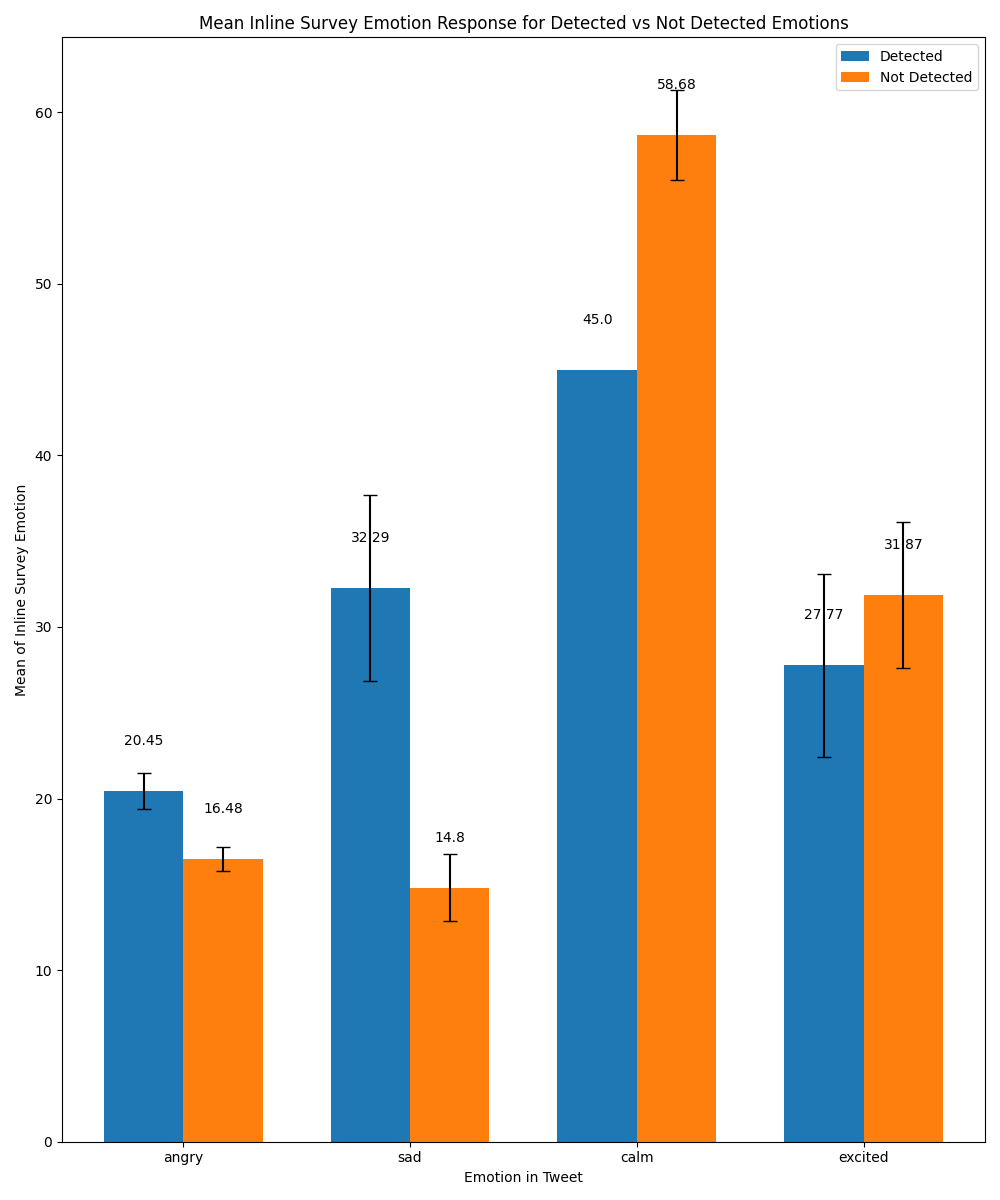 Mean Inline Survey Emotion Response for Detected vs Not Detected Emotions
Detected
Not Detected
Mean of Inline Survey Emotion
60
50
40
30
20
10
0
20.45
16.48
32.29
14.8
45.0
58.68
27.77
31.87
angry
sad
calm
excited
Emotion in Tweet